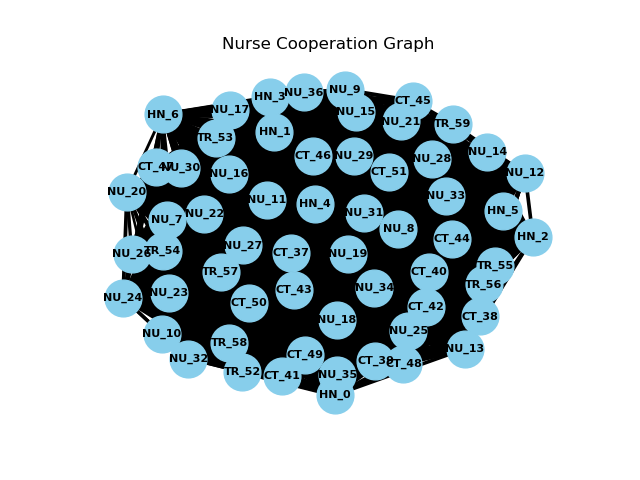 Nurse Cooperation Graph
NU_9
NU_36
HN_3
CT_45
NU_17
NU_15
HN_6
NU_21
TR_59
HN_1
TR_53
NU_14
CT_46
NU_29
NU_28
CT_47
NU_30
CT_51
NU_12
NU_16
NU_20
NU_33
NU_11
HN_4
HN_5
NU_31
NU_22
NU_7
NU_8
HN_2
CT_44
NU_27
TR_54
CT_37
NU_19
NU_26
TR_55
TR_57
CT_40
TR_56
NU_34
CT_43
NU_23
NU_24
CT_50
CT_42
CT_38
NU_18
NU_25
NU_10
TR_58
NU_13
CT_49
NU_32
CT_39
CT_48
TR_52
NU_35
CT_41
HN_0